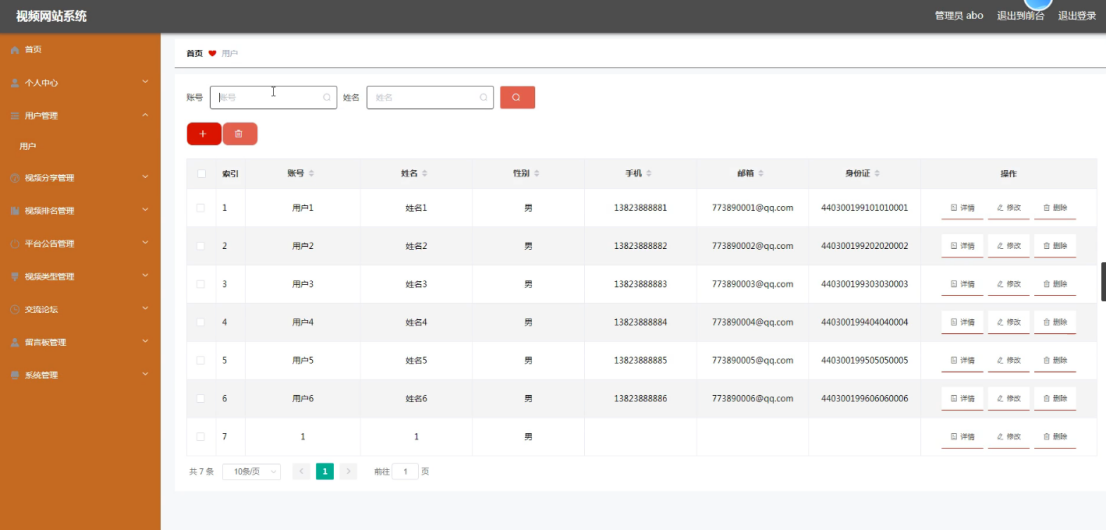 视频网站系统 管理员 abo 退出到前台 退出登录
首页
个人中心
用户管理
用户
视频分享管理
视频排名管理
平台公告管理
视频类型管理
交流论坛
留言板管理
系统管理
首页 用户
账号 账号 姓名 姓名
索引 账号 姓名 性别 手机 邮箱 身份证 操作
1 用户1 姓名1 男 13823888881 773890001@qq.com 440300199101010001 详情 修改 删除
2 用户2 姓名2 男 13823888882 773890002@qq.com 440300199202020002 详情 修改 删除
3 用户3 姓名3 男 13823888883 773890003@qq.com 440300199303030003 详情 修改 删除
4 用户4 姓名4 男 13823888884 773890004@qq.com 440300199404040004 详情 修改 删除
5 用户5 姓名5 男 13823888885 773890005@qq.com 440300199505050005 详情 修改 删除
6 用户6 姓名6 男 13823888886 773890006@qq.com 440300199606060006 详情 修改 删除
7 1 1 男 详情 修改 删除
共 7 条 10条/页 < 1 > 前往 1 页